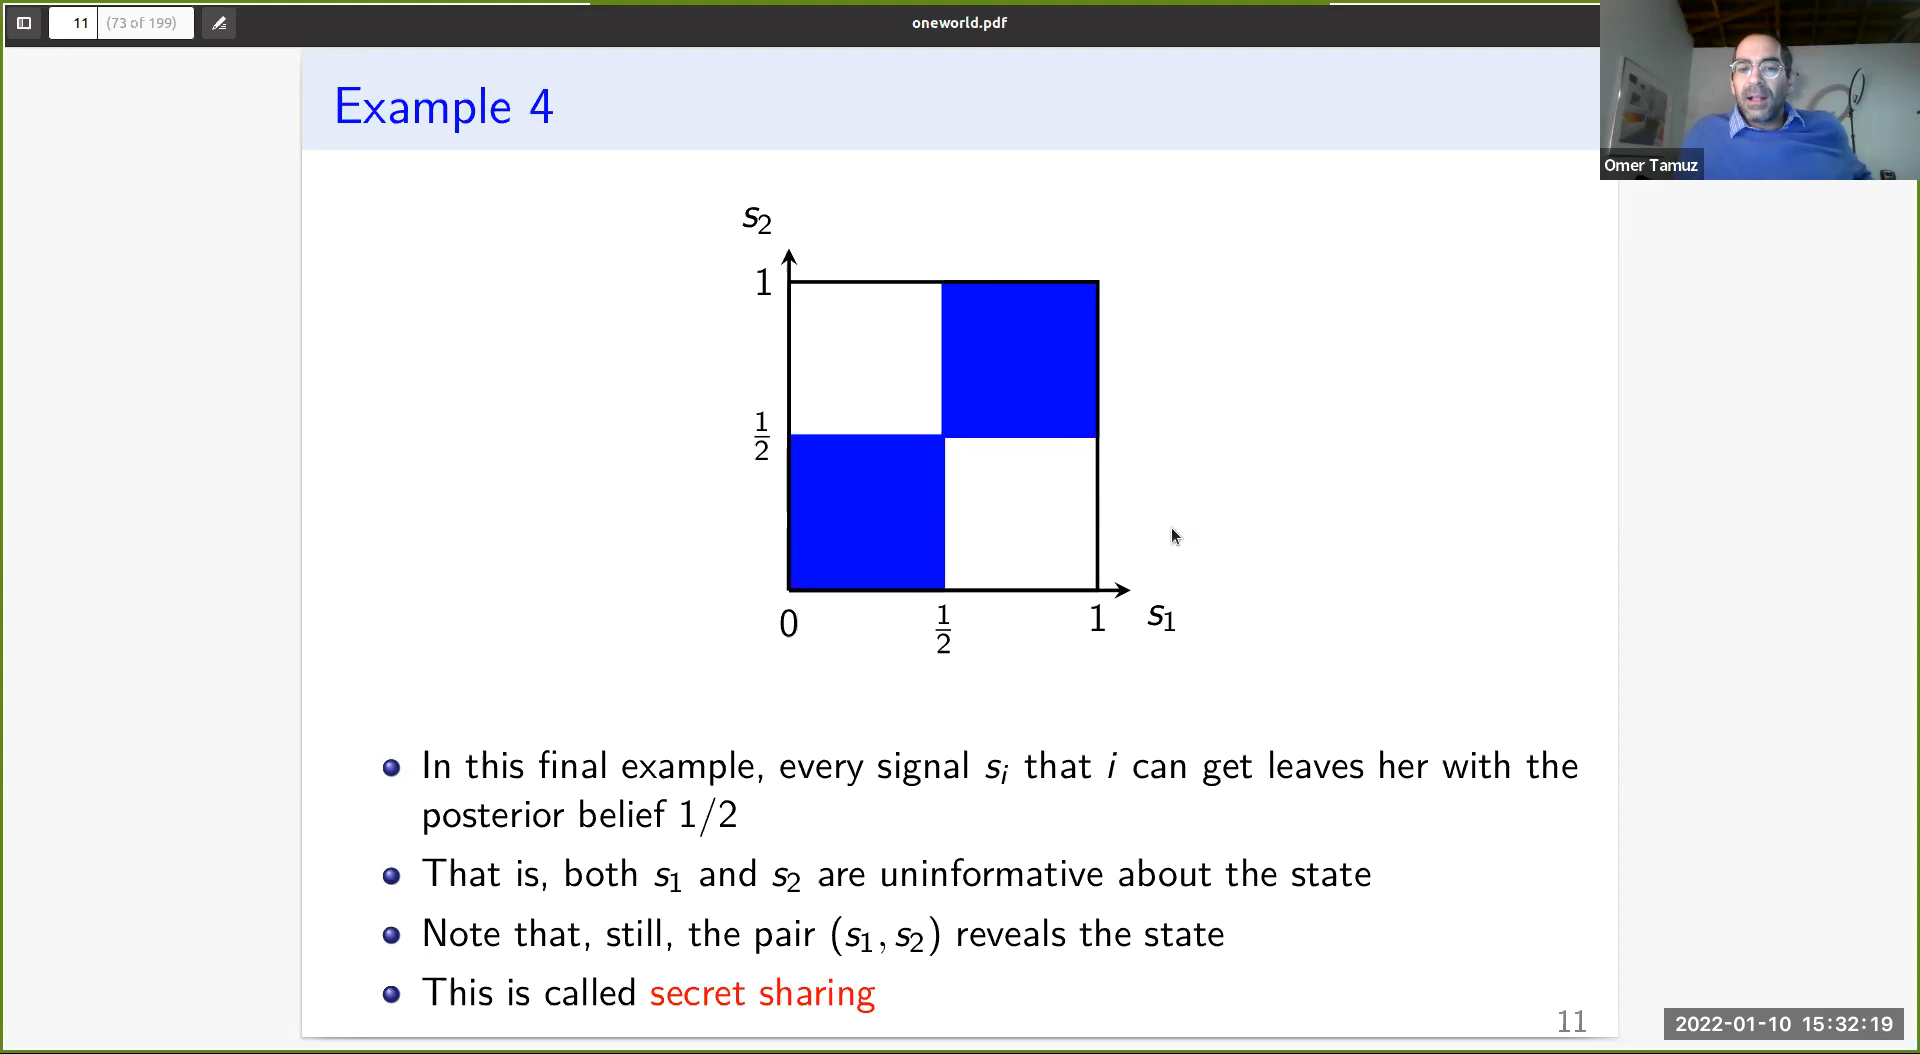 11 (73 of 199)
oneworld.pdf
Omer Tamuz
Example 4
s₂
1
1/2
0
1/2
1
s₁
In this final example, every signal sᵢ that i can get leaves her with the
posterior belief 1/2
That is, both s₁ and s₂ are uninformative about the state
Note that, still, the pair (s₁, s₂) reveals the state
This is called secret sharing
11
2022-01-10 15:32:19